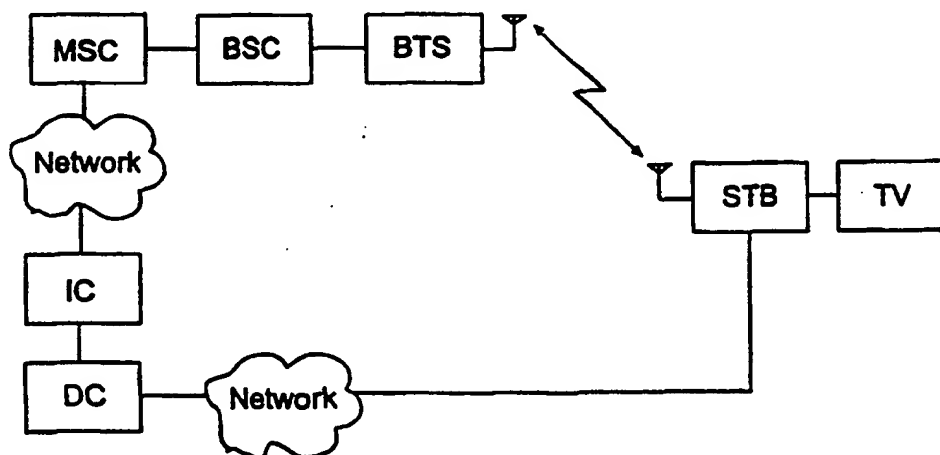 MSC
BSC
BTS
Network
STB
TV
IC
DC
Network